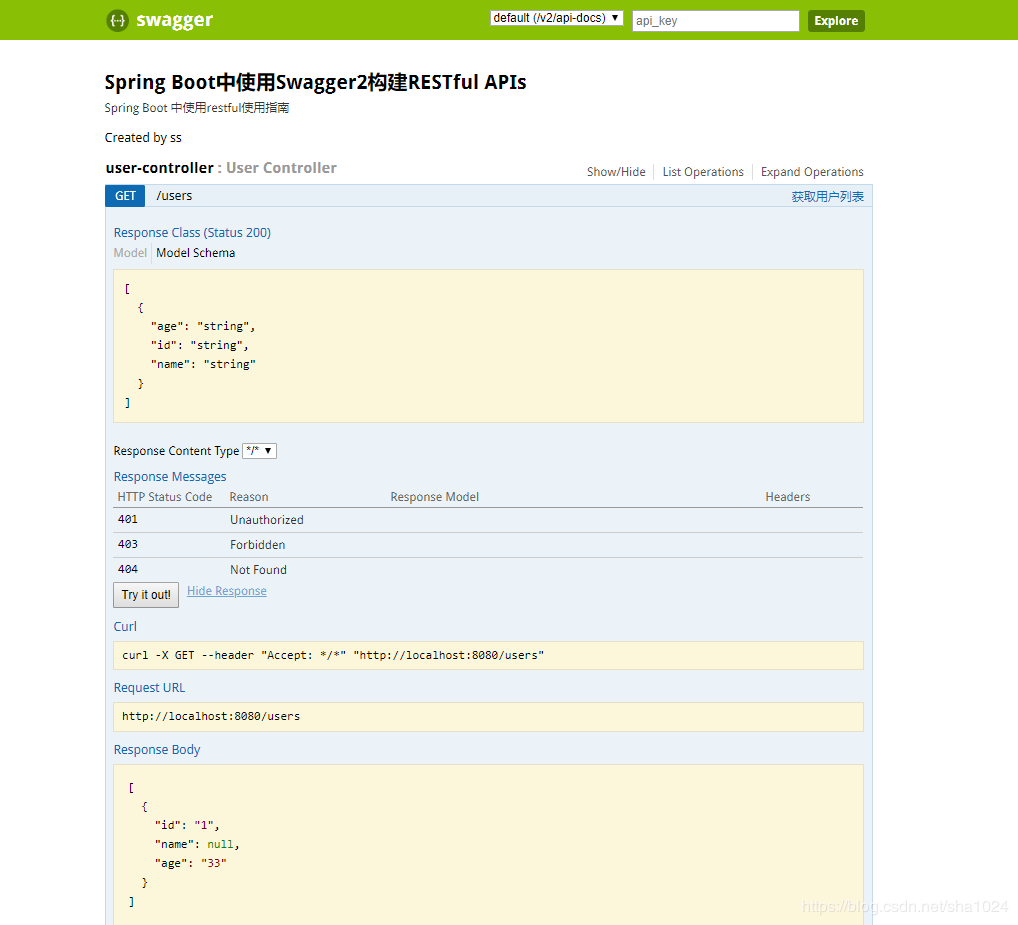 swagger default (/v2/api-docs) api_key Explore
Spring Boot中使用Swagger2构建RESTful APIs
Spring Boot 中使用restful使用指南
Created by ss
user-controller : User Controller Show/Hide List Operations Expand Operations
GET /users 获取用户列表
Response Class (Status 200)
Model Model Schema
[
  {
    "age": "string",
    "id": "string",
    "name": "string"
  }
]
Response Content Type */*
Response Messages
HTTP Status Code Reason Response Model Headers
401 Unauthorized
403 Forbidden
404 Not Found
Try it out! Hide Response
Curl
curl -X GET --header "Accept: */*" "http://localhost:8080/users"
Request URL
http://localhost:8080/users
Response Body
[
  {
    "id": "1",
    "name": null,
    "age": "33"
  }
]
https://blog.csdn.net/sha1024